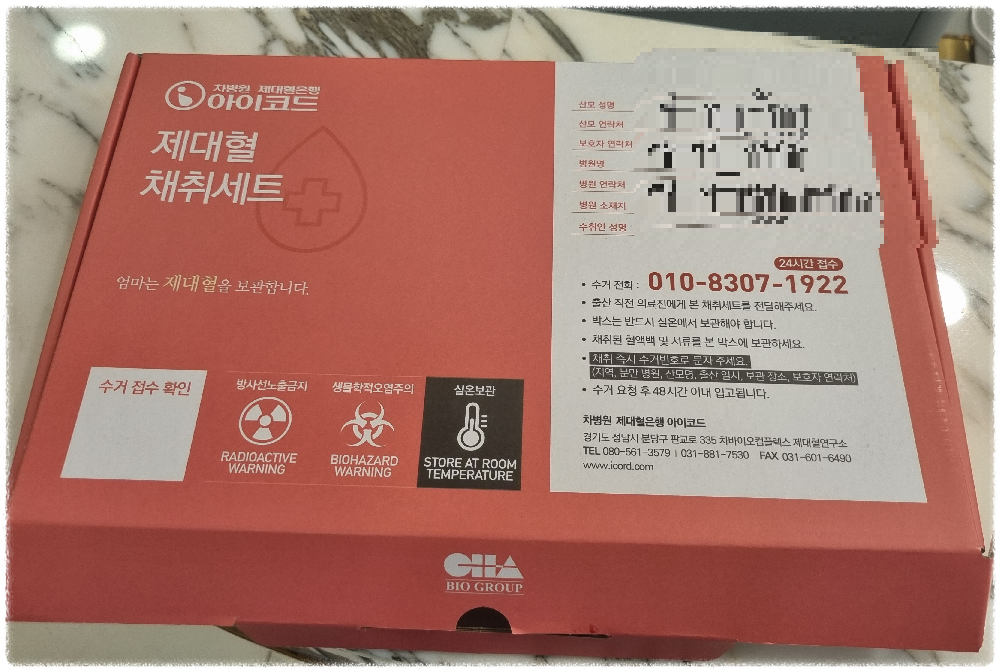 차병원 제대혈은행
아이코드
제대혈
채취세트
엄마는 제대혈을 보관합니다.
수거 접수 확인
방사선노출금지
RADIOACTIVE
WARNING
생물학적오염주의
BIOHAZARD
WARNING
실온보관
STORE AT ROOM
TEMPERATURE
산모 성명
산모 연락처
보호자 연락처
병원명
병원 연락처
병원 소재지
수취인 성명
24시간 접수
• 수거 전화 : 010-8307-1922
• 출산 직전 의료진에게 본 채취세트를 전달해주세요.
• 박스는 반드시 실온에서 보관해야 합니다.
• 채취된 혈액백 및 서류를 본 박스에 보관하세요.
• 채취 즉시 수거번호로 문자 주세요.
(지역, 분만 병원, 산모명, 출산 일시, 보관 장소, 보호자 연락처)
• 수거 요청 후 48시간 이내 입고됩니다.
차병원 제대혈은행 아이코드
경기도 성남시 분당구 판교로 335 차바이오컴플렉스 제대혈연구소
TEL 080-561-3579 | 031-881-7530 FAX 031-601-6490
www.icord.com
CHA
BIO GROUP